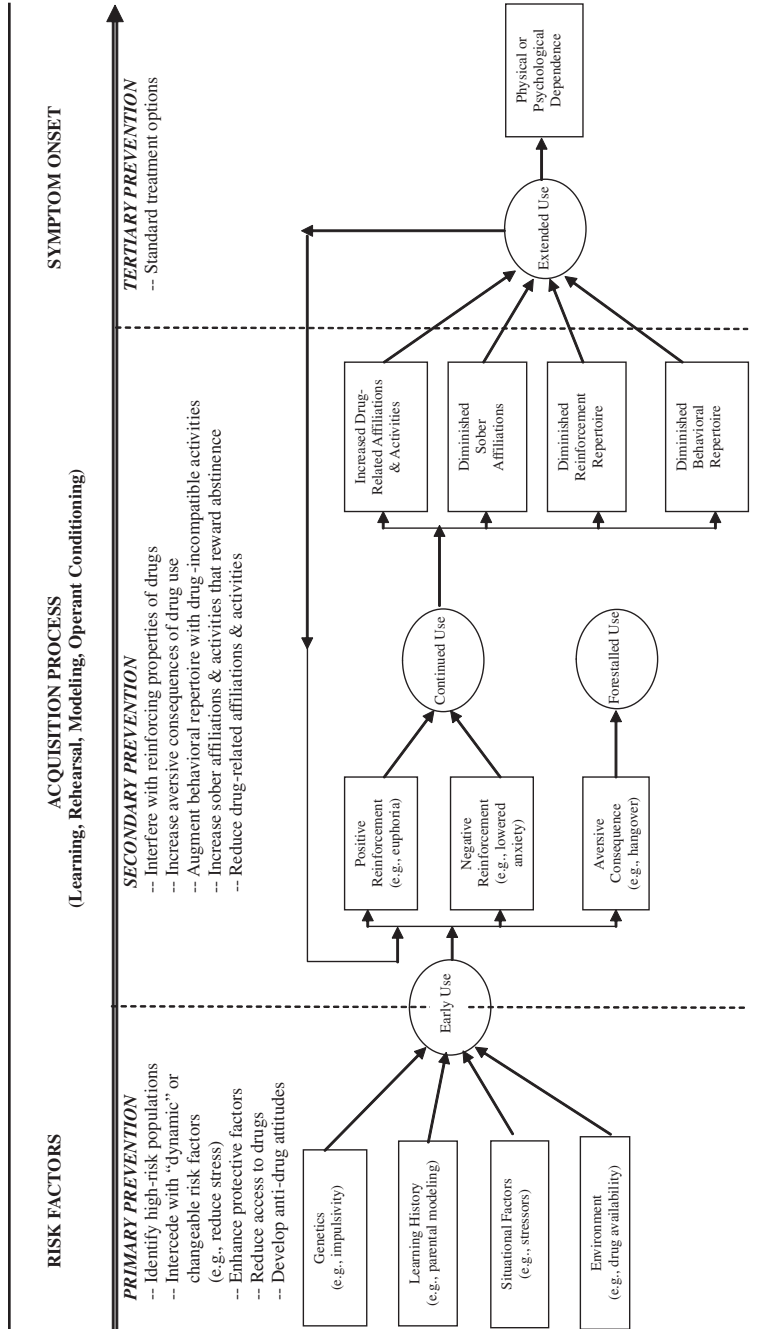 RISK FACTORS
ACQUISITION PROCESS
(Learning, Rehearsal, Modeling, Operant Conditioning)
SYMPTOM ONSET
PRIMARY PREVENTION
-- Identify high-risk populations
-- Intercede with “dynamic” or
changeable risk factors
(e.g., reduce stress)
-- Enhance protective factors
-- Reduce access to drugs
-- Develop anti-drug attitudes
SECONDARY PREVENTION
-- Interfere with reinforcing properties of drugs
-- Increase aversive consequences of drug use
-- Augment behavioral repertoire with drug-incompatible activities
-- Increase sober affiliations & activities that reward abstinence
-- Reduce drug-related affiliations & activities
TERTIARY PREVENTION
-- Standard treatment options
Genetics
(e.g., impulsivity)
Learning History
(e.g., parental modeling)
Situational Factors
(e.g., stressors)
Environment
(e.g., drug availability)
Early Use
Positive
Reinforcement
(e.g., euphoria)
Negative
Reinforcement
(e.g., lowered
anxiety)
Aversive
Consequence
(e.g., hangover)
Continued Use
Forestalled Use
Increased Drug-
Related Affiliations
& Activities
Diminished
Sober
Affiliations
Diminished
Reinforcement
Repertoire
Diminished
Behavioral
Repertoire
Extended Use
Physical or
Psychological
Dependence